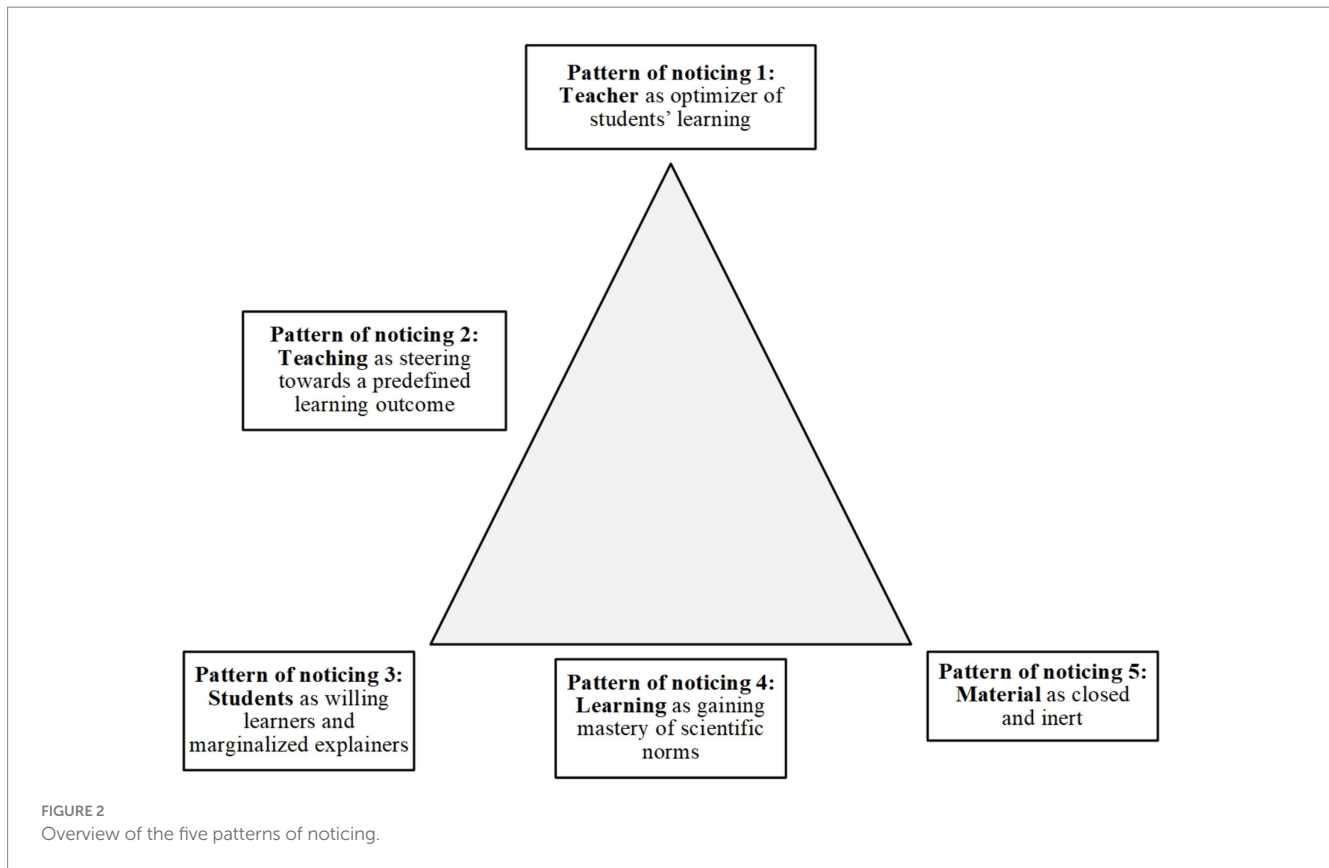 Pattern of noticing 1:
Teacher as optimizer of
students’ learning
Pattern of noticing 2:
Teaching as steering
towards a predefined
learning outcome
Pattern of noticing 3:
Students as willing
learners and
marginalized explainers
Pattern of noticing 4:
Learning as gaining
mastery of scientific
norms
Pattern of noticing 5:
Material as closed
and inert
FIGURE 2
Overview of the five patterns of noticing.